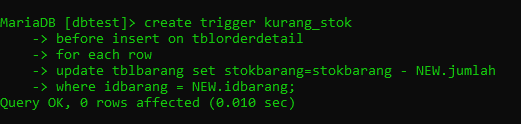 MariaDB [dbtest]> create trigger kurang_stok
    -> before insert on tblorderdetail
    -> for each row
    -> update tblbarang set stokbarang=stokbarang - NEW.jumlah
    -> where idbarang = NEW.idbarang;
Query OK, 0 rows affected (0.010 sec)